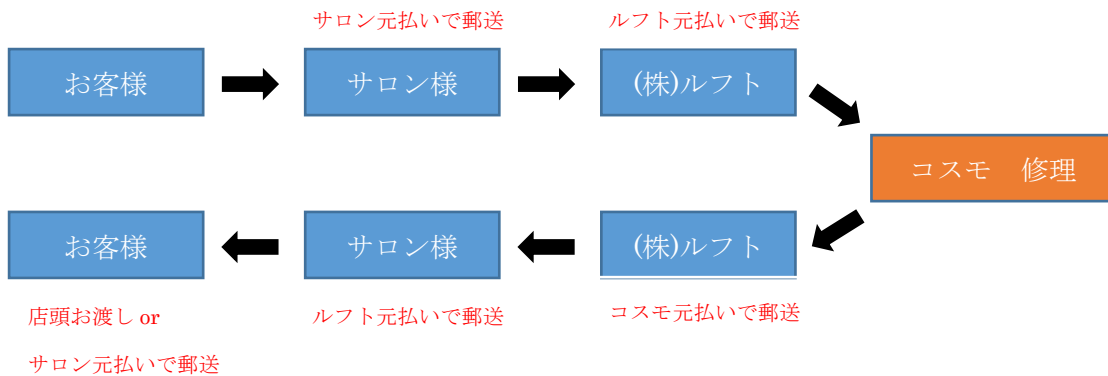 サロン元払いで郵送
ルフト元払いで郵送
お客様
サロン様
(株)ルフト
コスモ　修理
お客様
サロン様
(株)ルフト
店頭お渡し or
サロン元払いで郵送
ルフト元払いで郵送
コスモ元払いで郵送